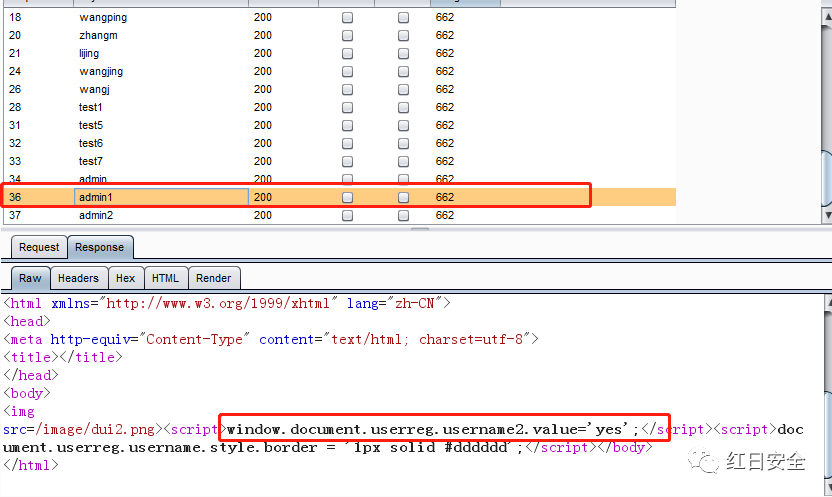 18 wangping 200 662
20 zhangm 200 662
21 lijing 200 662
24 wangjing 200 662
26 wangj 200 662
28 test1 200 662
31 test5 200 662
32 test6 200 662
33 test7 200 662
34 admin 200 662
36 admin1 200 662
37 admin2 200 662
Request Response
Raw Headers Hex HTML Render
<html xmlns="http://www.w3.org/1999/xhtml" lang="zh-CN">
<head>
<meta http-equiv="Content-Type" content="text/html; charset=utf-8">
<title></title>
</head>
<body>
<img
src=/image/dui2.png><script>window.document.userreg.username2.value='yes';</script><script>doc
ument.userreg.username.style.border = '1px solid #dddddd';</script></body>
</html>
红日安全